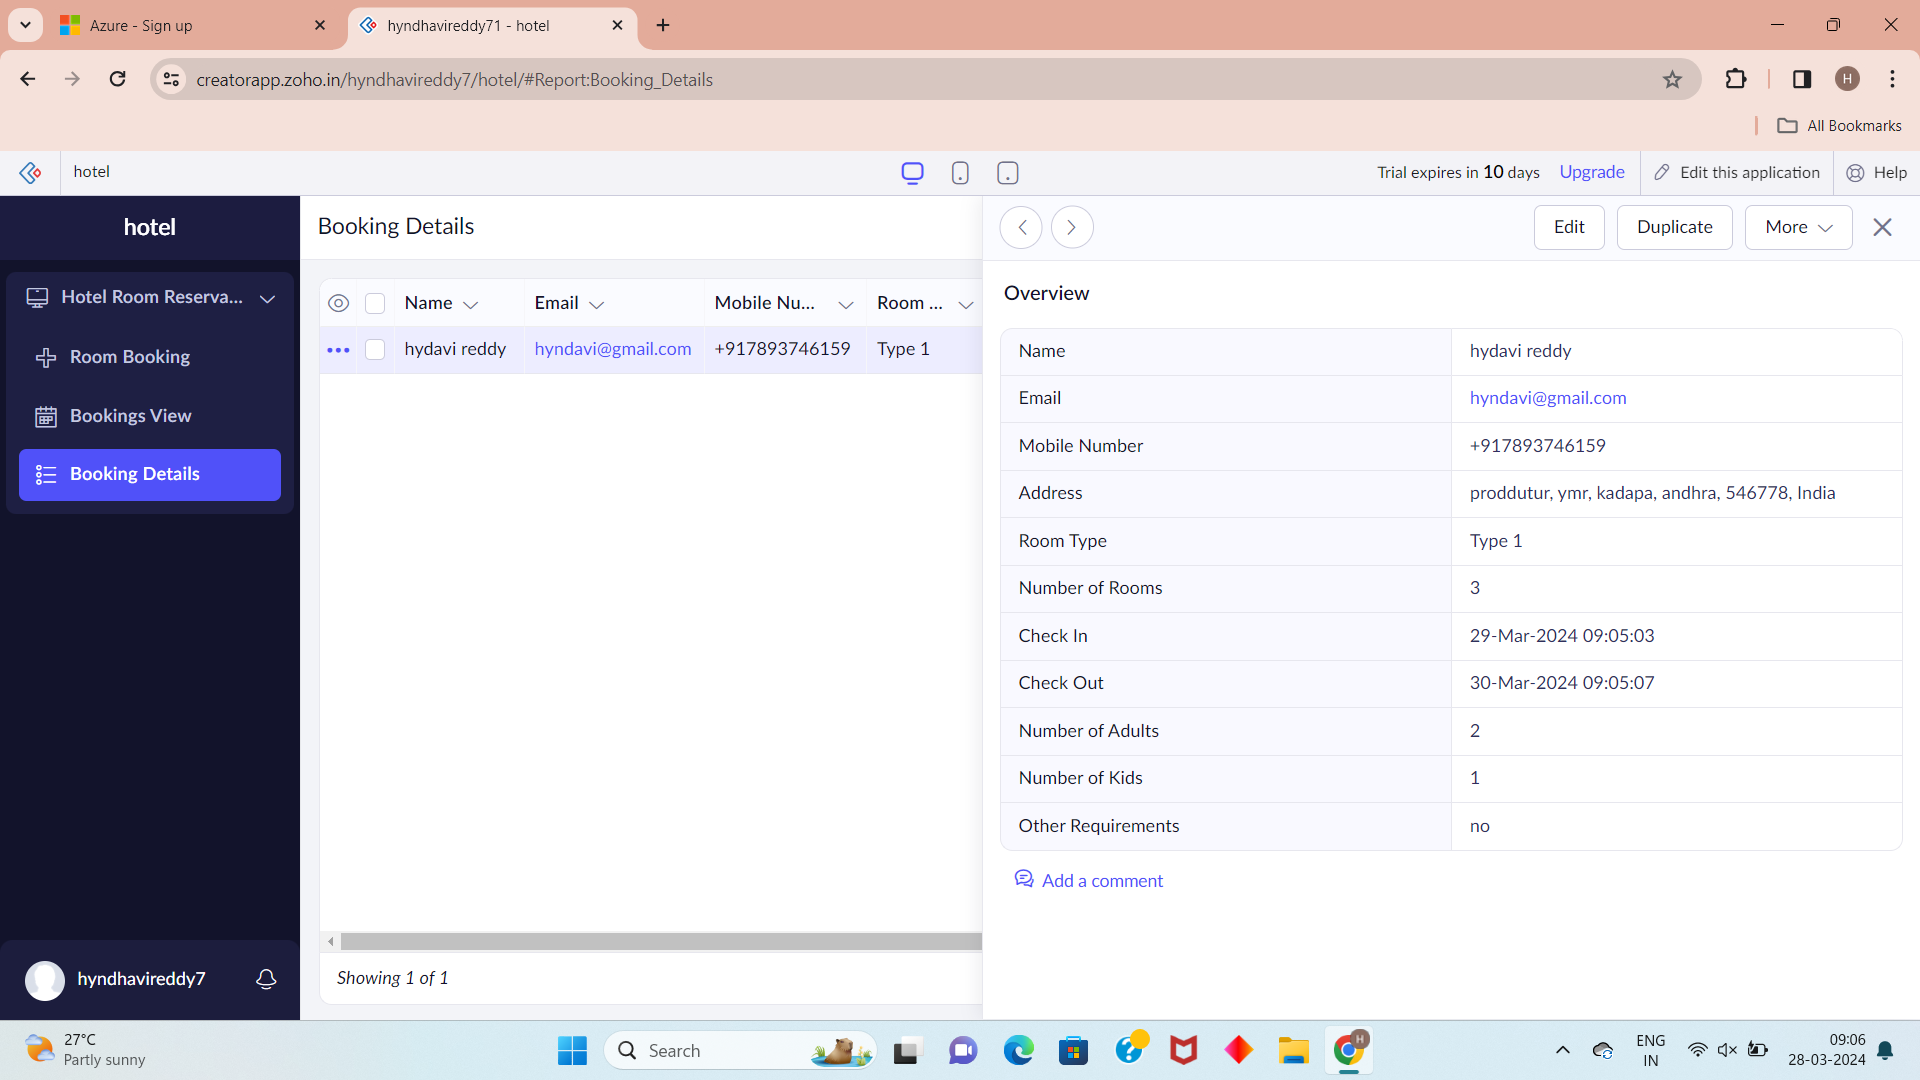 Azure - Sign up
hyndhavireddy71 - hotel
creatorapp.zoho.in/hyndhavireddy7/hotel/#Report:Booking_Details
H
All Bookmarks
hotel
Trial expires in 10 days
Upgrade
Edit this application
Help
hotel
Hotel Room Reserva...
Room Booking
Bookings View
Booking Details
hyndhavireddy7
Booking Details
Name Email Mobile Nu... Room ...
hydavi reddy hyndavi@gmail.com +917893746159 Type 1
Showing 1 of 1
Edit
Duplicate
More
Overview
Name hydavi reddy
Email hyndavi@gmail.com
Mobile Number +917893746159
Address proddutur, ymr, kadapa, andhra, 546778, India
Room Type Type 1
Number of Rooms 3
Check In 29-Mar-2024 09:05:03
Check Out 30-Mar-2024 09:05:07
Number of Adults 2
Number of Kids 1
Other Requirements no
Add a comment
27°C
Partly sunny
Search
H
ENG
IN
09:06
28-03-2024